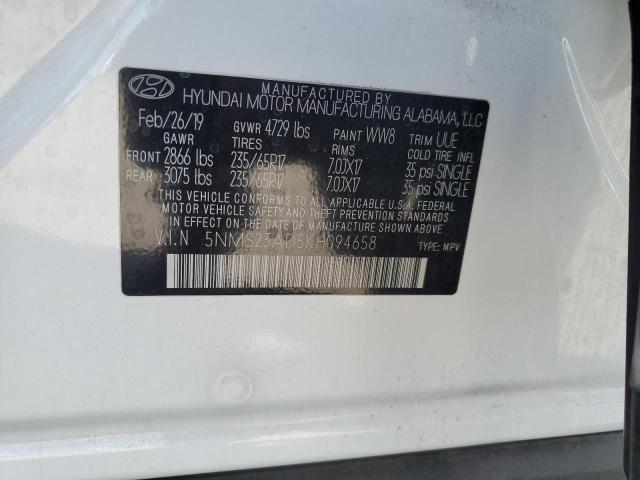 MANUFACTURED BY
HYUNDAI MOTOR MANUFACTURING ALABAMA, LLC
Feb/26/19 GVWR 4729 lbs PAINT WW8 TRIM UUE
GAWR TIRES RIMS COLD TIRE INFL
FRONT 2866 lbs 235/65R17 7.0JX17 35 psi SINGLE
REAR 3075 lbs 235/65R17 7.0JX17 35 psi SINGLE
THIS VEHICLE CONFORMS TO ALL APPLICABLE U.S. FEDERAL
MOTOR VEHICLE SAFETY AND THEFT PREVENTION STANDARDS
IN EFFECT ON THE DATE OF MANUFACTURE SHOWN ABOVE.
V.I.N 5NMS23AD5KH094658 TYPE: MPV